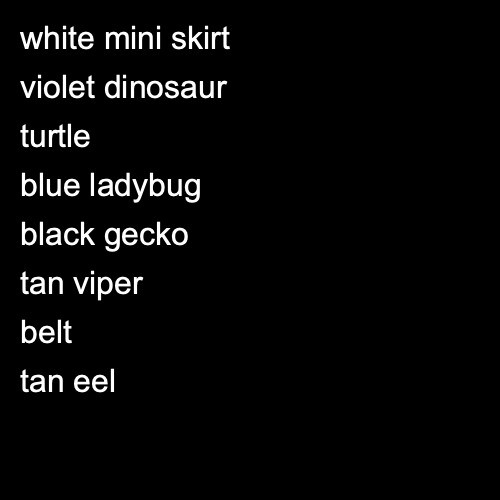 white mini skirt
violet dinosaur
turtle
blue ladybug
black gecko
tan viper
belt
tan eel